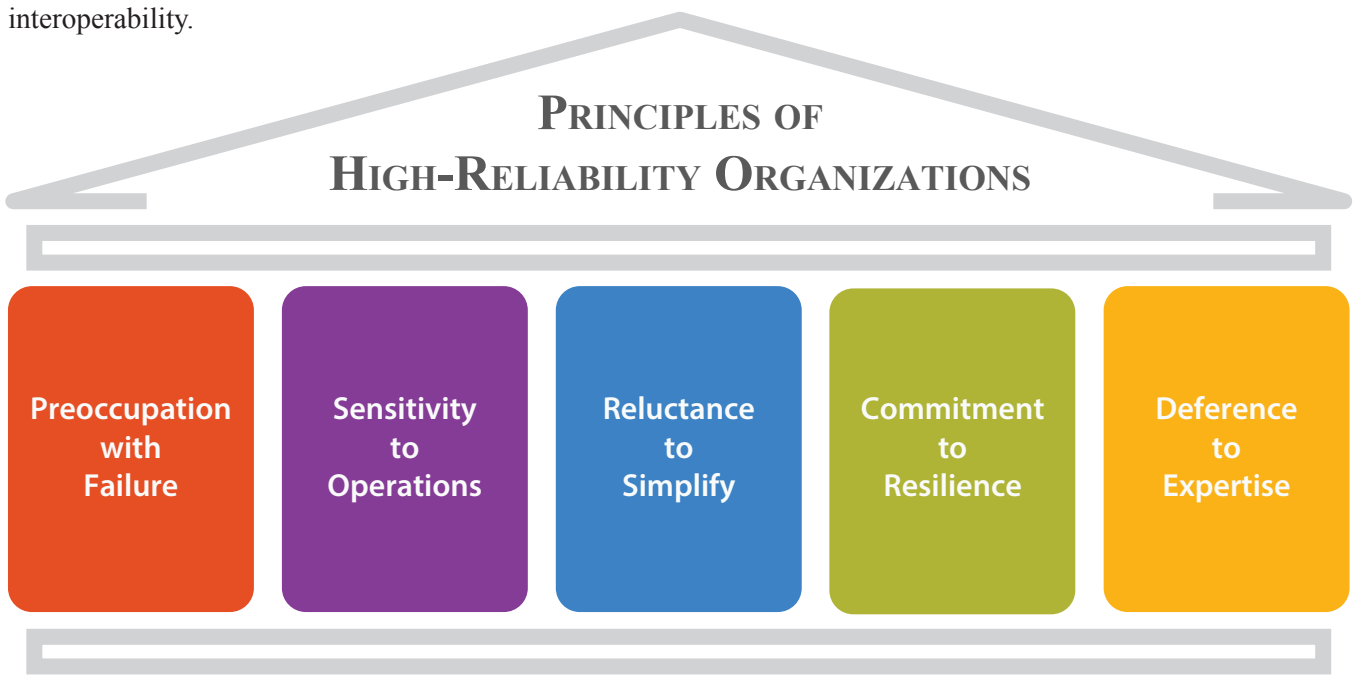 interoperability.
Principles of
High-Reliability Organizations
Preoccupation
with
Failure
Sensitivity
to
Operations
Reluctance
to
Simplify
Commitment
to
Resilience
Deference
to
Expertise